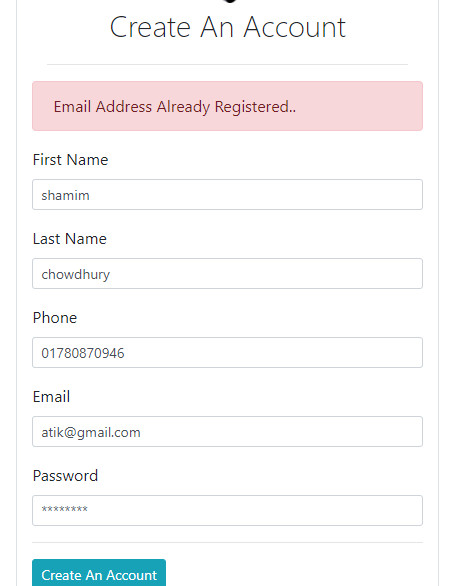 Create An Account
Email Address Already Registered..
First Name
shamim
Last Name
chowdhury
Phone
01780870946
Email
atik@gmail.com
Password
********
Create An Account